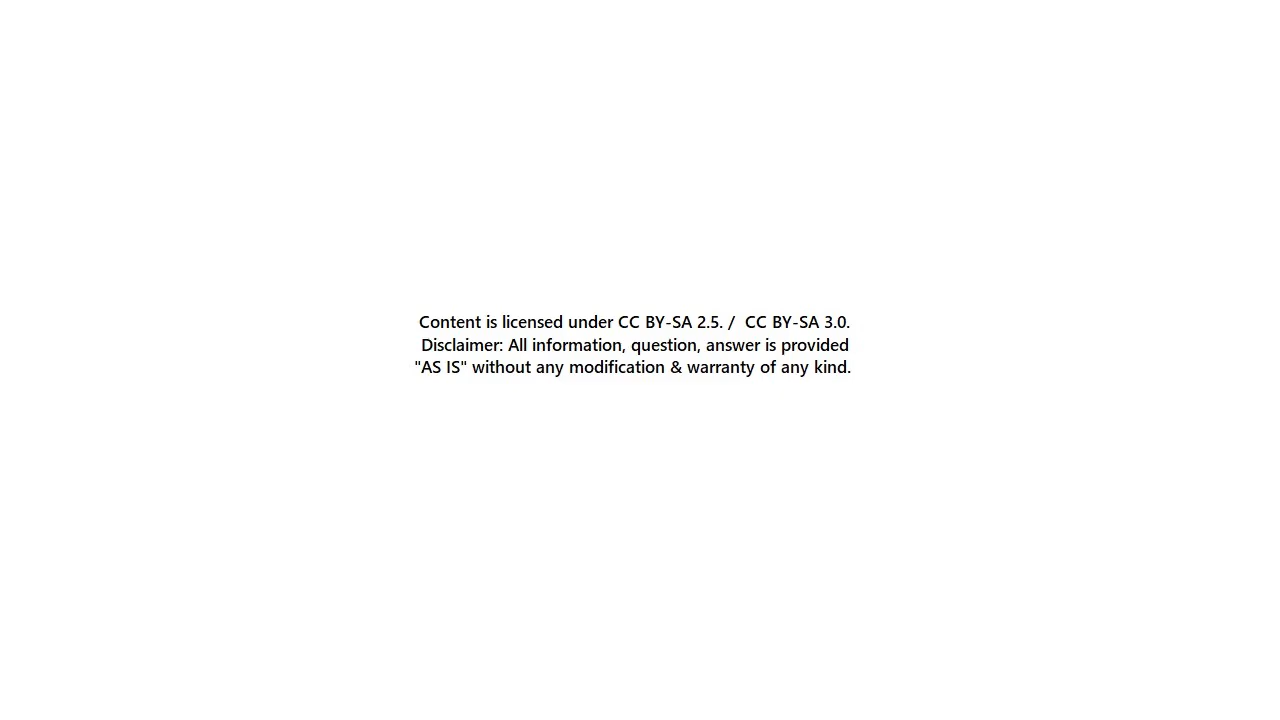 Content is licensed under CC BY-SA 2.5. /  CC BY-SA 3.0.
Disclaimer: All information, question, answer is provided
"AS IS" without any modification & warranty of any kind.